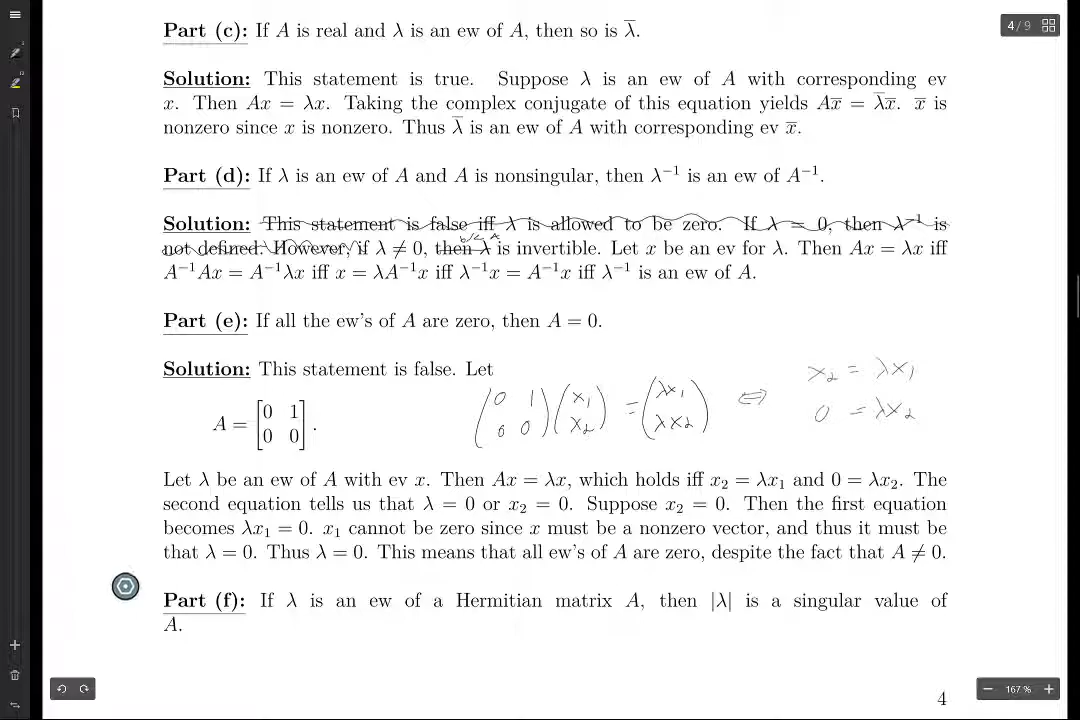 Part (c): If A is real and λ is an ew of A, then so is λ̅.
4 / 9
Solution: This statement is true. Suppose λ is an ew of A with corresponding ev
x. Then Ax = λx. Taking the complex conjugate of this equation yields Ax̅ = λ̅x̅. x̅ is
nonzero since x is nonzero. Thus λ̅ is an ew of A with corresponding ev x̅.
Part (d): If λ is an ew of A and A is nonsingular, then λ⁻¹ is an ew of A⁻¹.
Solution: This statement is false iff λ is allowed to be zero. If λ = 0, then λ⁻¹ is
b/c A
not defined. However, if λ ≠ 0, then λ is invertible. Let x be an ev for λ. Then Ax = λx iff
A⁻¹Ax = A⁻¹λx iff x = λA⁻¹x iff λ⁻¹x = A⁻¹x iff λ⁻¹ is an ew of A.
Part (e): If all the ew's of A are zero, then A = 0.
Solution: This statement is false. Let
x₂ = λx₁
0 1 x₁ = λx₁ ⇔
0 0 x₂ λx₂
0 = λx₂
A = [0 1
0 0].
Let λ be an ew of A with ev x. Then Ax = λx, which holds iff x₂ = λx₁ and 0 = λx₂. The
second equation tells us that λ = 0 or x₂ = 0. Suppose x₂ = 0. Then the first equation
becomes λx₁ = 0. x₁ cannot be zero since x must be a nonzero vector, and thus it must be
that λ = 0. Thus λ = 0. This means that all ew's of A are zero, despite the fact that A ≠ 0.
Part (f): If λ is an ew of a Hermitian matrix A, then |λ| is a singular value of
A.
167 %
4